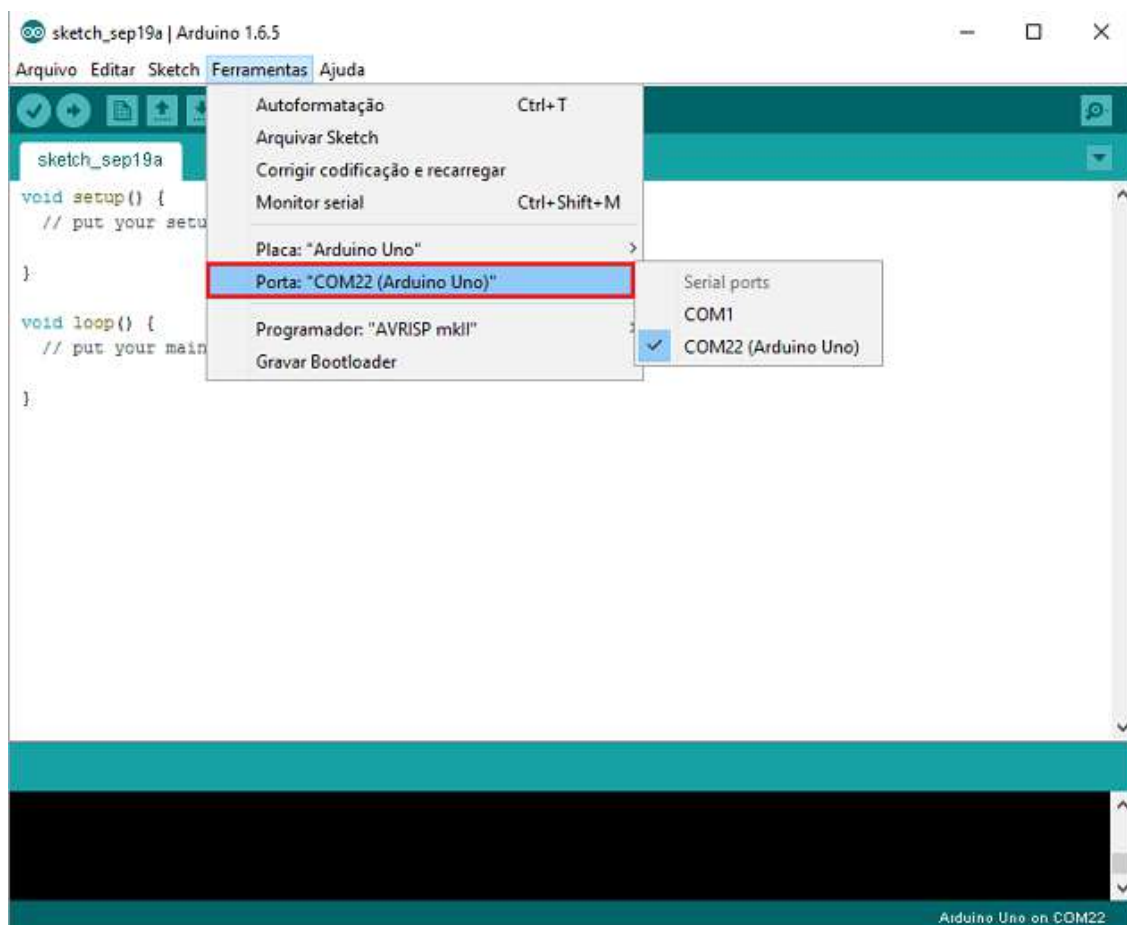 sketch_sep19a | Arduino 1.6.5
Arquivo Editar Sketch Ferramentas Ajuda
Autoformatação Ctrl+T
Arquivar Sketch
Corrigir codificação e recarregar
Monitor serial Ctrl+Shift+M
Placa: "Arduino Uno"
Porta: "COM22 (Arduino Uno)"
Programador: "AVRISP mkII"
Gravar Bootloader
Serial ports
COM1
COM22 (Arduino Uno)
sketch_sep19a
void setup() {
// put your setu
}
void loop() {
// put your main
}
Arduino Uno on COM22